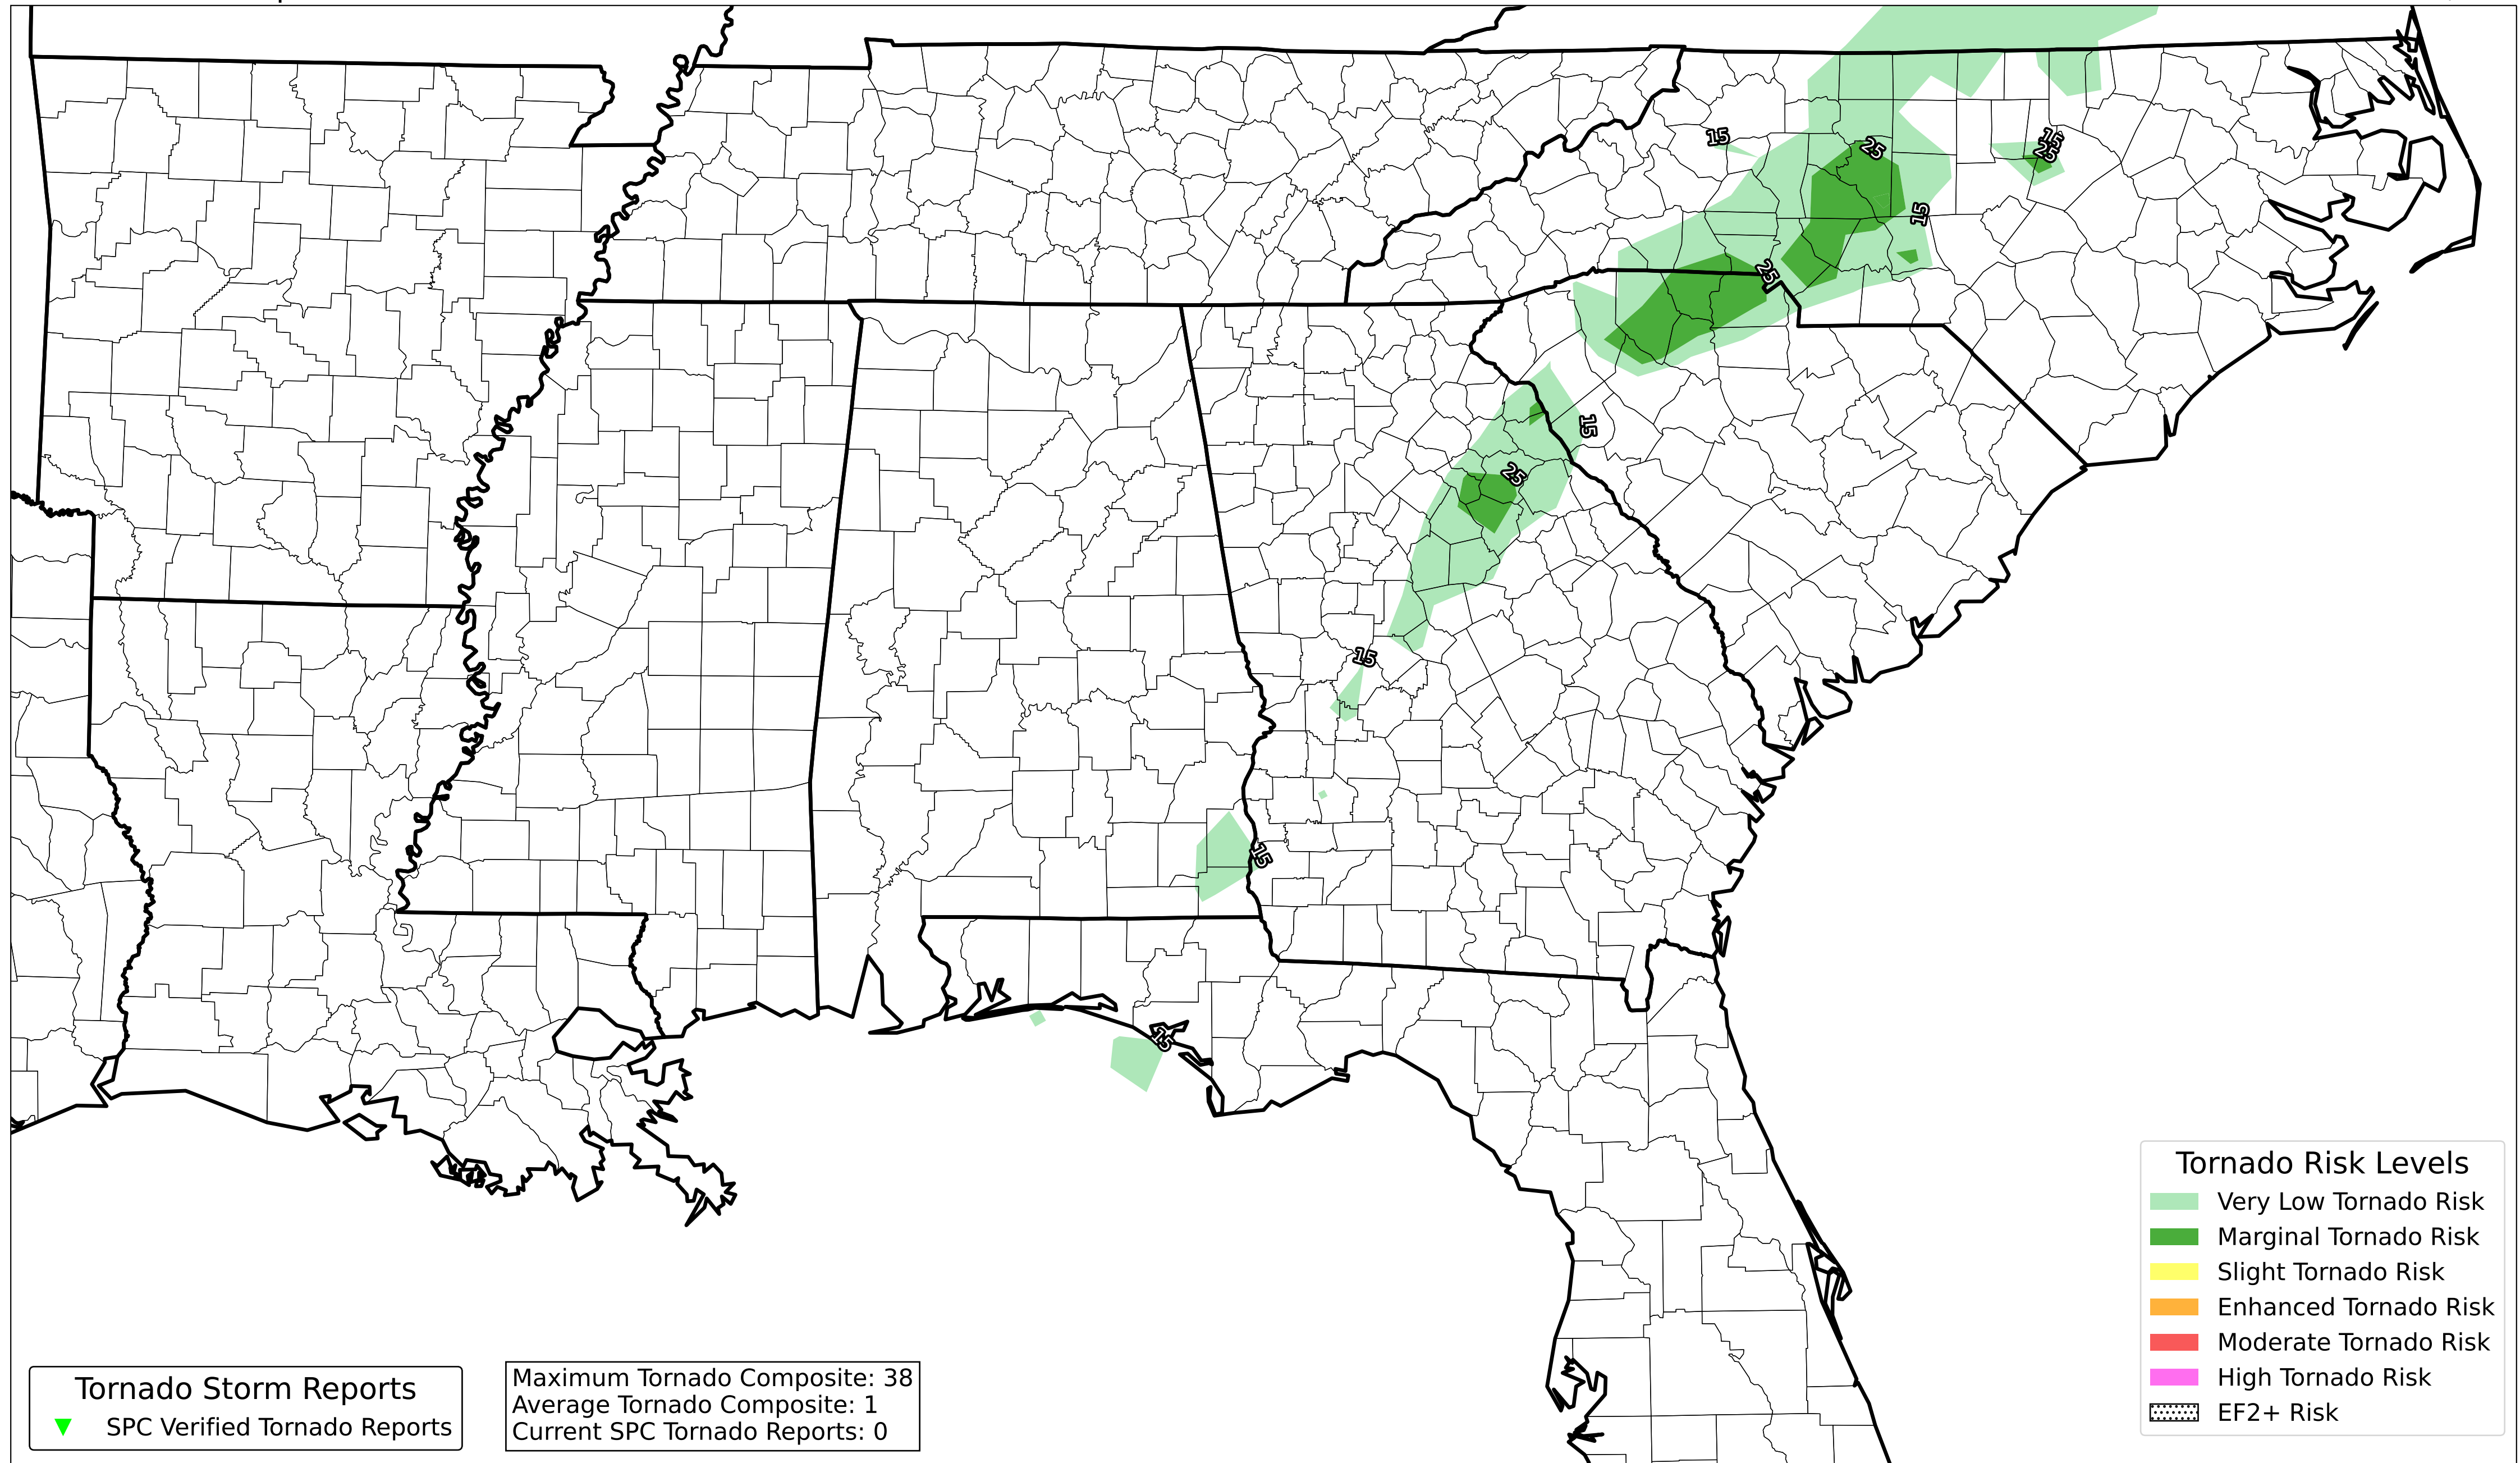 15
25
15
25
15
25
15
25
15
15
15
Tornado Risk Levels
Very Low Tornado Risk
Marginal Tornado Risk
Slight Tornado Risk
Enhanced Tornado Risk
Moderate Tornado Risk
High Tornado Risk
EF2+ Risk
Tornado Storm Reports
SPC Verified Tornado Reports
Maximum Tornado Composite: 38
Average Tornado Composite: 1
Current SPC Tornado Reports: 0